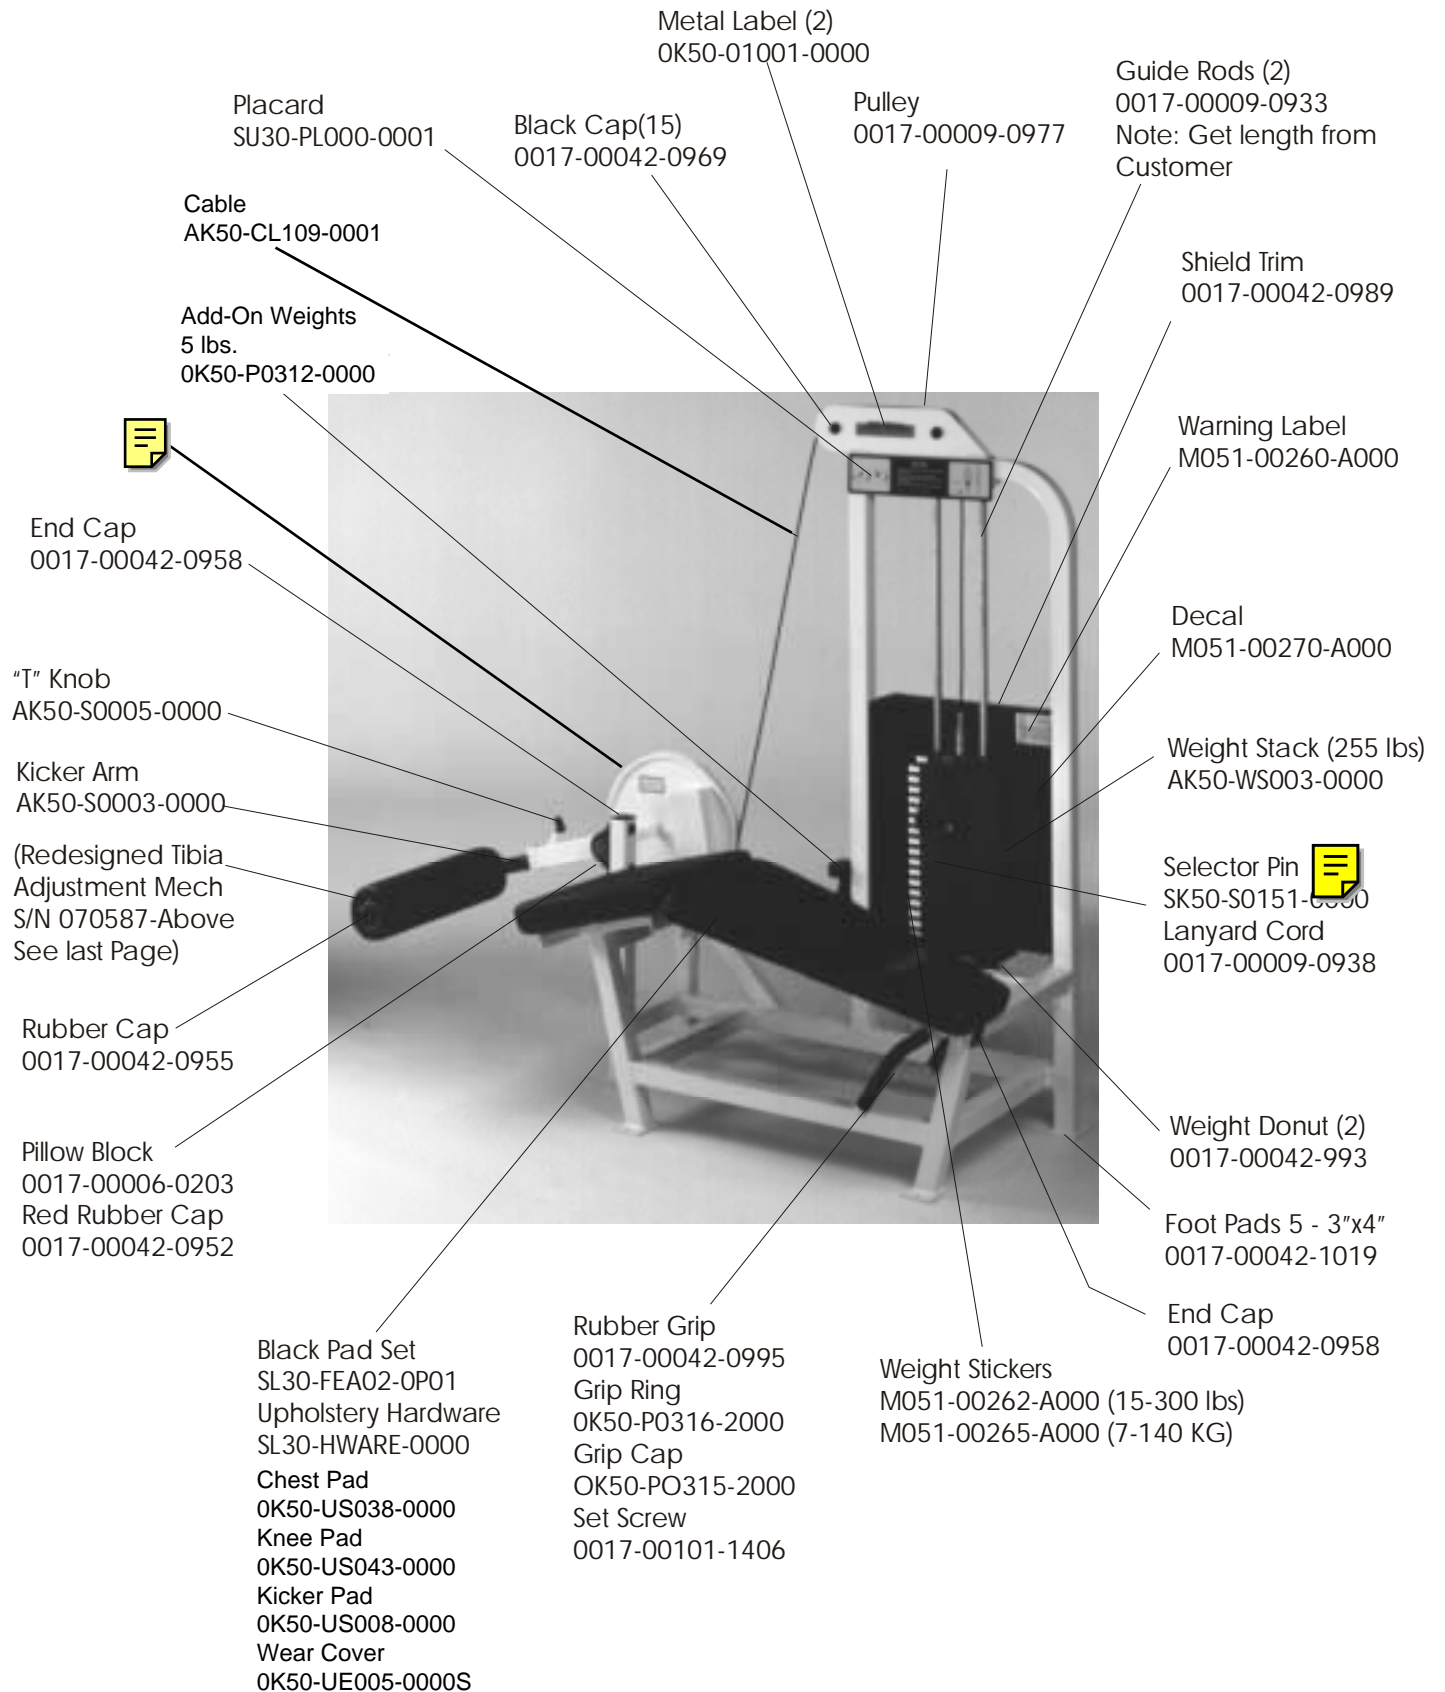 Metal Label (2)
0K50-01001-0000
Guide Rods (2)
0017-00009-0933
Note: Get length from
Customer
Placard
SU30-PL000-0001
Black Cap(15)
0017-00042-0969
Pulley
0017-00009-0977
Cable
AK50-CL109-0001
Shield Trim
0017-00042-0989
Add-On Weights
5 lbs.
0K50-P0312-0000
Warning Label
M051-00260-A000
End Cap
0017-00042-0958
Decal
M051-00270-A000
“T” Knob
AK50-S0005-0000
Weight Stack (255 lbs)
AK50-WS003-0000
Kicker Arm
AK50-S0003-0000
(Redesigned Tibia
Adjustment Mech
S/N 070587-Above
See last Page)
Selector Pin
SK50-S0151-0000
Lanyard Cord
0017-00009-0938
Rubber Cap
0017-00042-0955
Pillow Block
0017-00006-0203
Red Rubber Cap
0017-00042-0952
Weight Donut (2)
0017-00042-993
Foot Pads 5 - 3”x4”
0017-00042-1019
End Cap
0017-00042-0958
Black Pad Set
SL30-FEA02-0P01
Upholstery Hardware
SL30-HWARE-0000
Chest Pad
0K50-US038-0000
Knee Pad
0K50-US043-0000
Kicker Pad
0K50-US008-0000
Wear Cover
0K50-UE005-0000S
Rubber Grip
0017-00042-0995
Grip Ring
0K50-P0316-2000
Grip Cap
OK50-PO315-2000
Set Screw
0017-00101-1406
Weight Stickers
M051-00262-A000 (15-300 lbs)
M051-00265-A000 (7-140 KG)